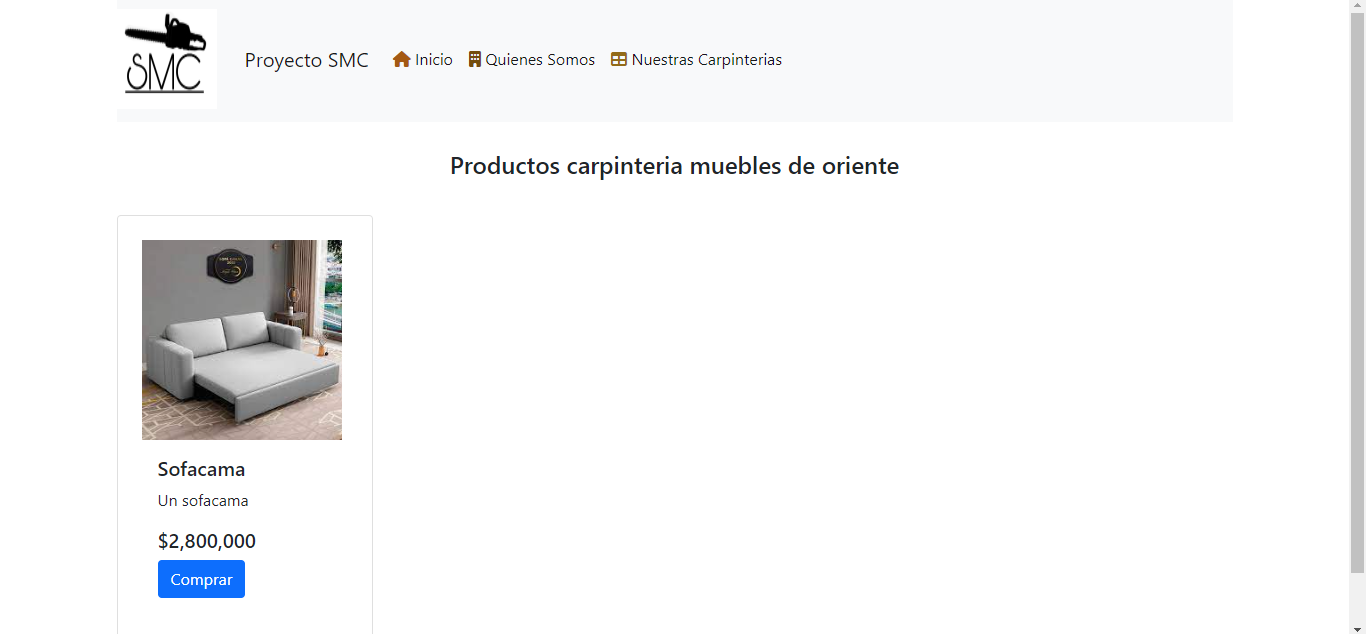 SMC
Proyecto SMC Inicio Quienes Somos Nuestras Carpinterias
Productos carpinteria muebles de oriente
Sofacama
Un sofacama
$2,800,000
Comprar